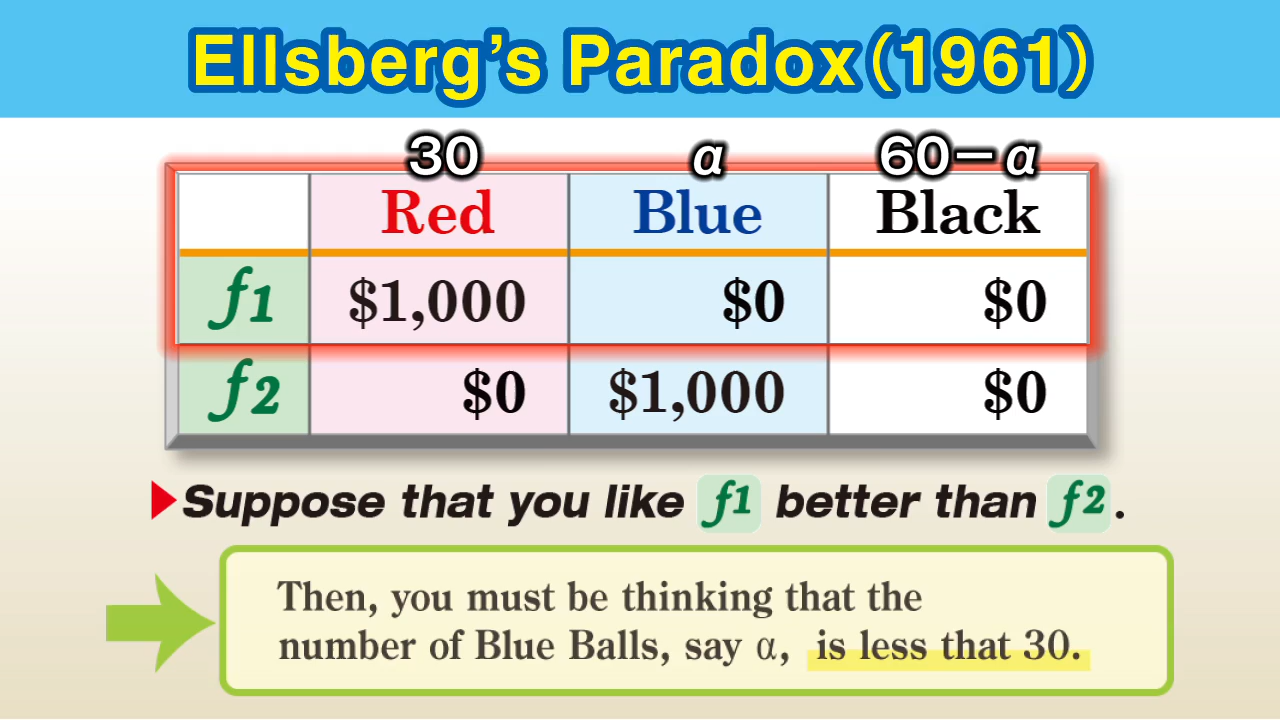 Ellsberg's Paradox(1961)
30 α 60－α
Red Blue Black
f1 $1,000 $0 $0
f2 $0 $1,000 $0
Suppose that you like f1 better than f2.
Then, you must be thinking that the
number of Blue Balls, say α, is less that 30.